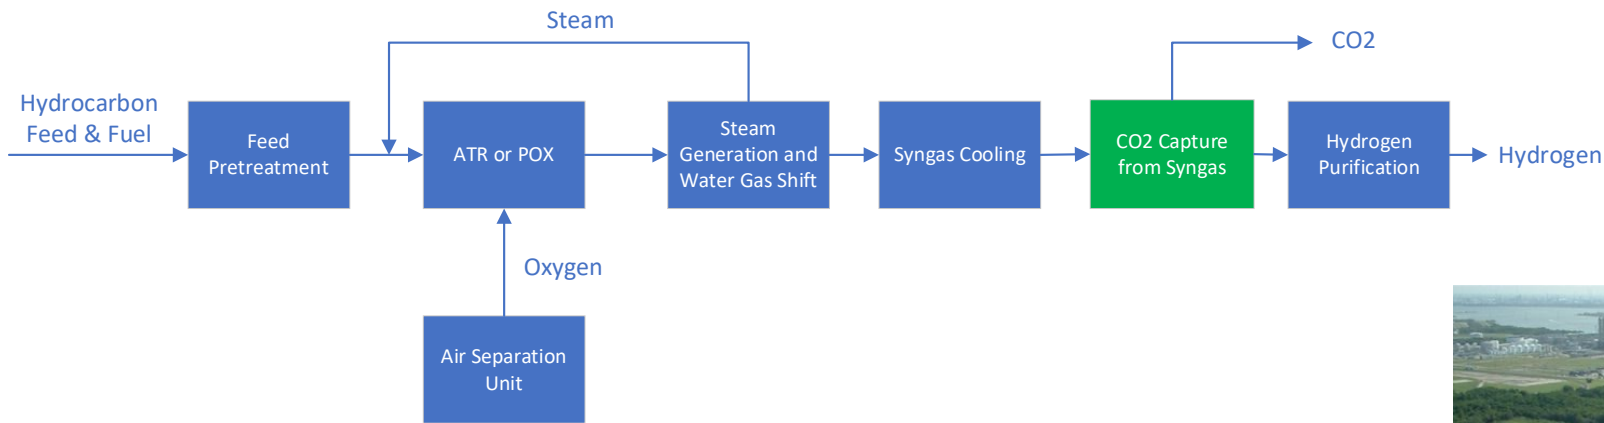 Steam
CO2
Hydrocarbon
Feed & Fuel
Feed
Pretreatment
ATR or POX
Steam
Generation and
Water Gas Shift
Syngas Cooling
CO2 Capture
from Syngas
Hydrogen
Purification
Hydrogen
Oxygen
Air Separation
Unit